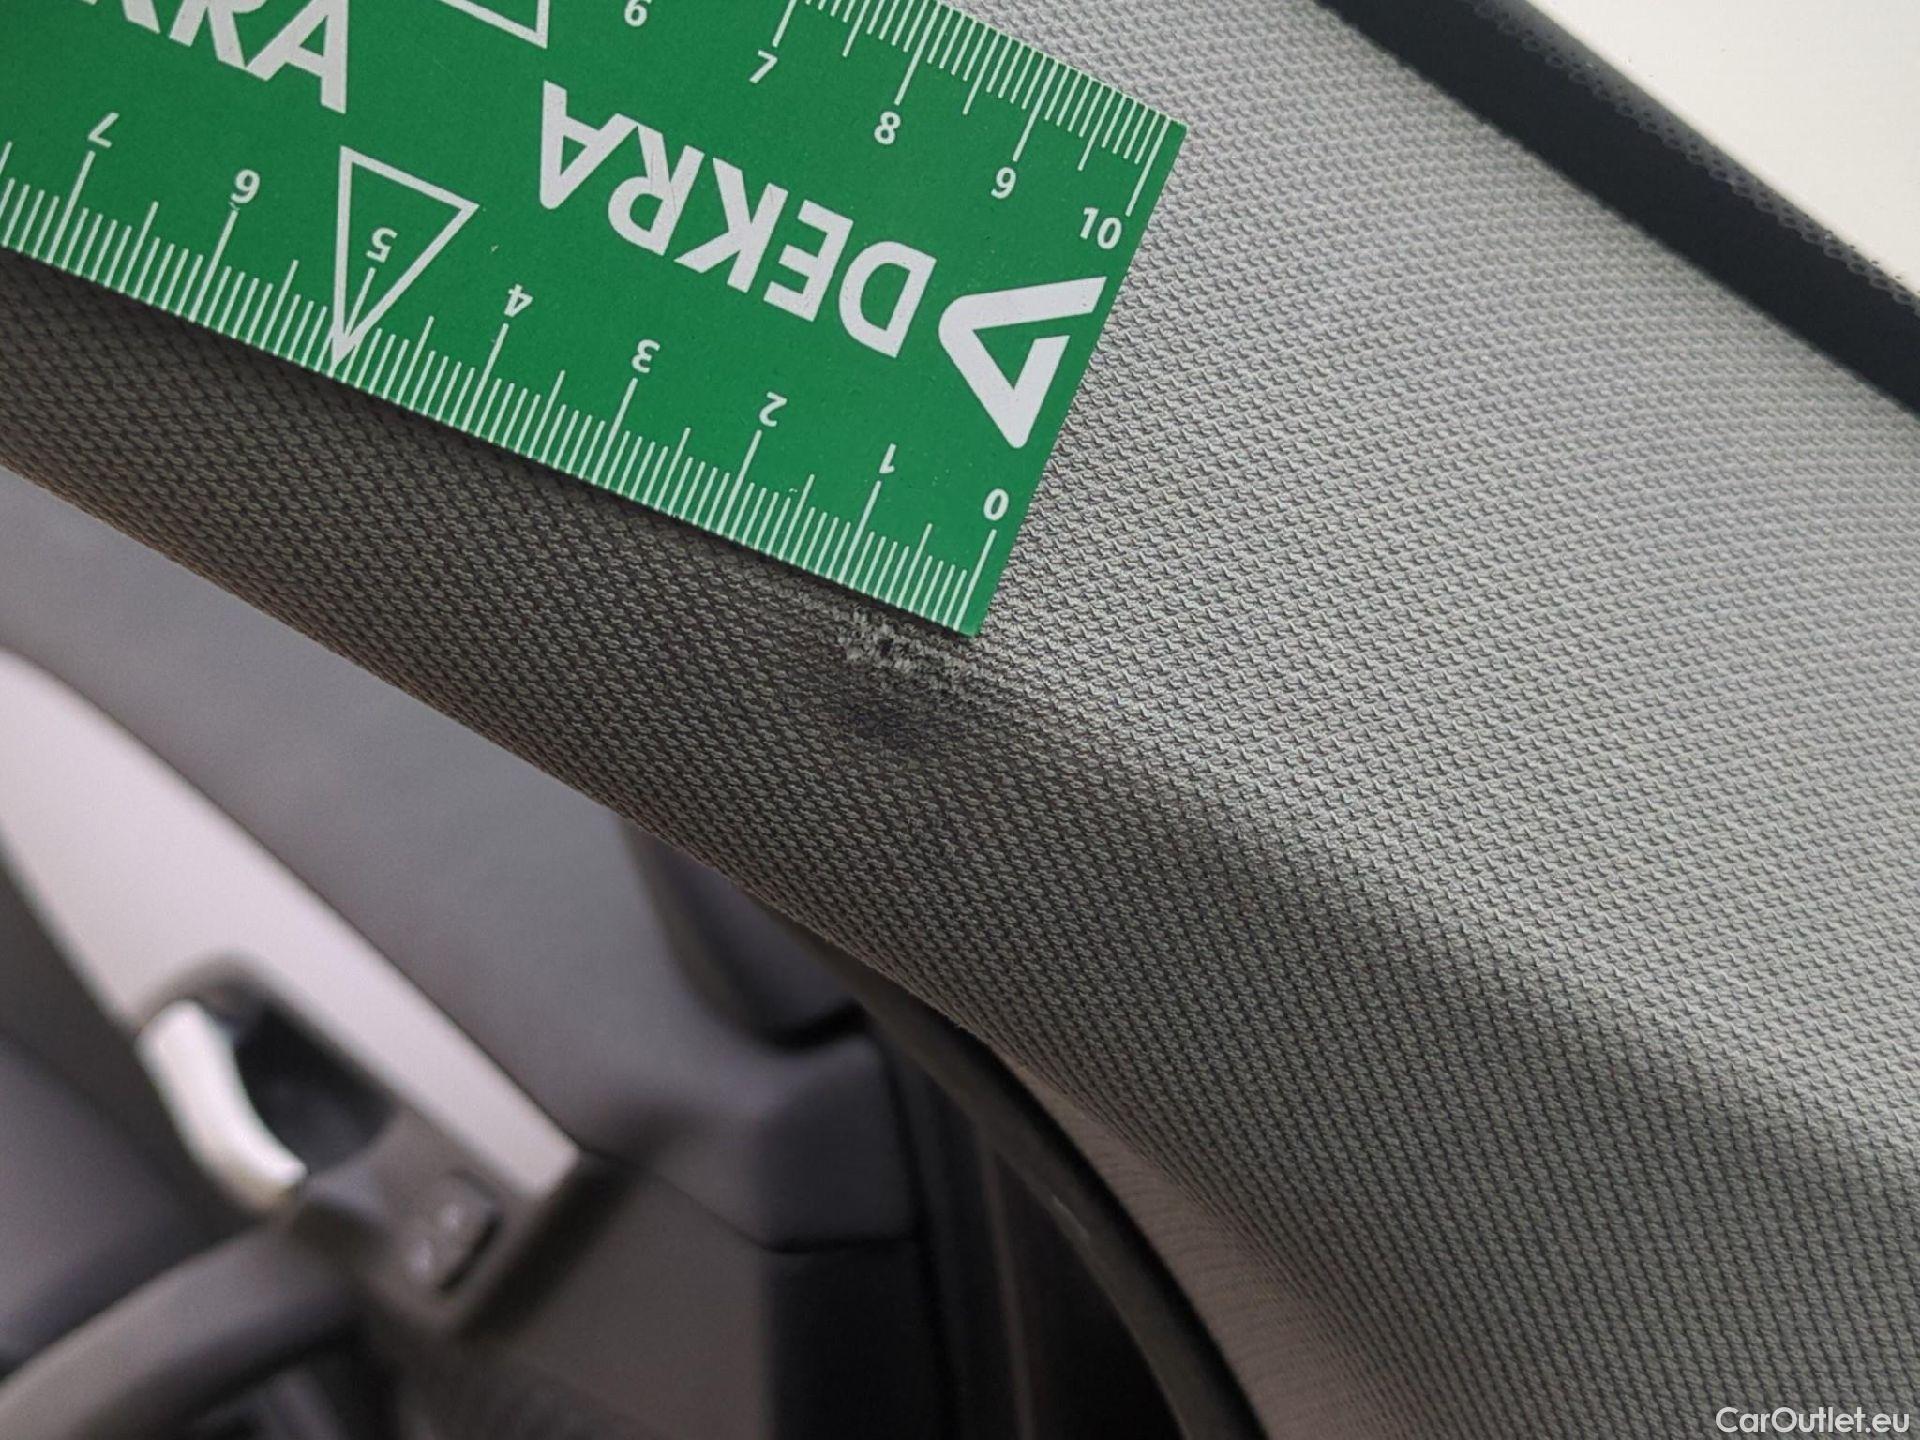 6 7 8 9 10
DEKRA
DEKRA
7 6 5 4 3 2 1 0
CarOutlet.eu